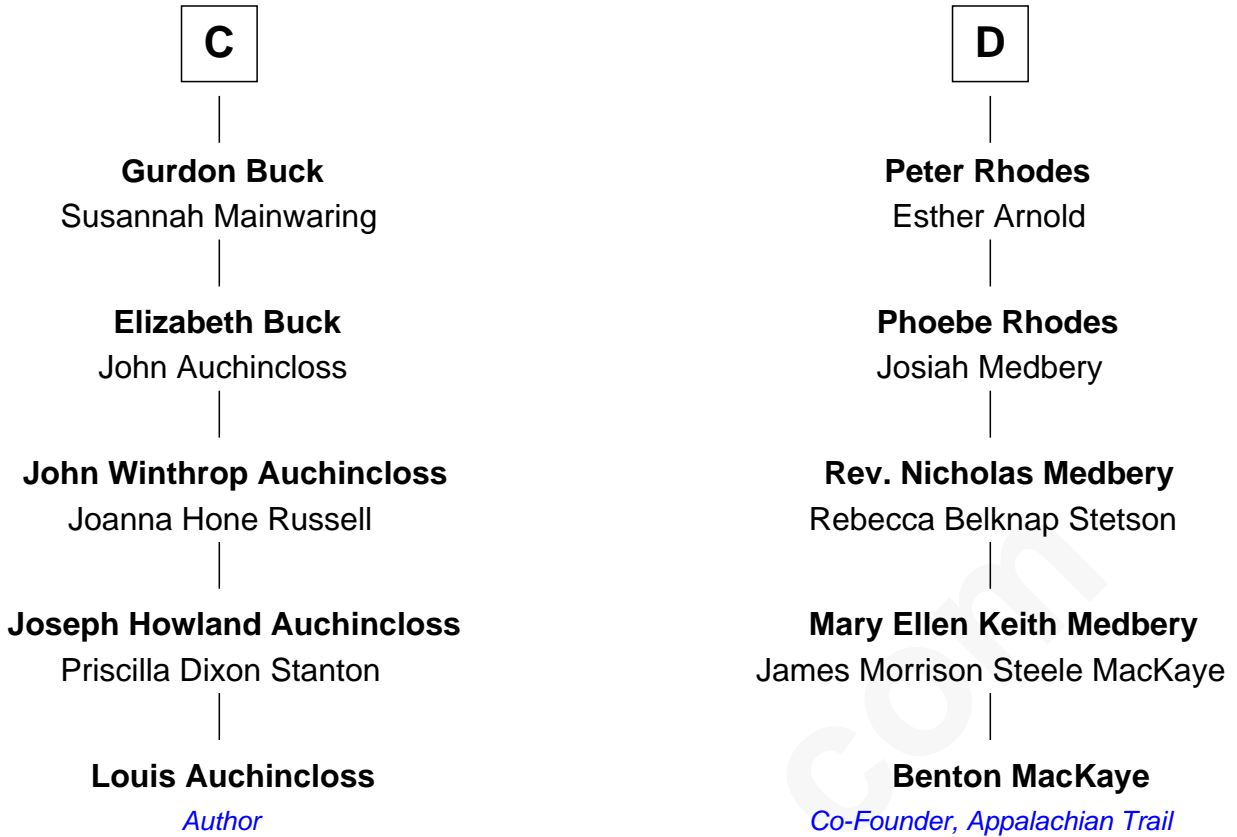 C
Gurdon Buck
Susannah Mainwaring
Elizabeth Buck
John Auchincloss
John Winthrop Auchincloss
Joanna Hone Russell
Joseph Howland Auchincloss
Priscilla Dixon Stanton
Louis Auchincloss
Author
D
Peter Rhodes
Esther Arnold
Phoebe Rhodes
Josiah Medbery
Rev. Nicholas Medbery
Rebecca Belknap Stetson
Mary Ellen Keith Medbery
James Morrison Steele MacKaye
Benton MacKaye
Co-Founder, Appalachian Trail
com